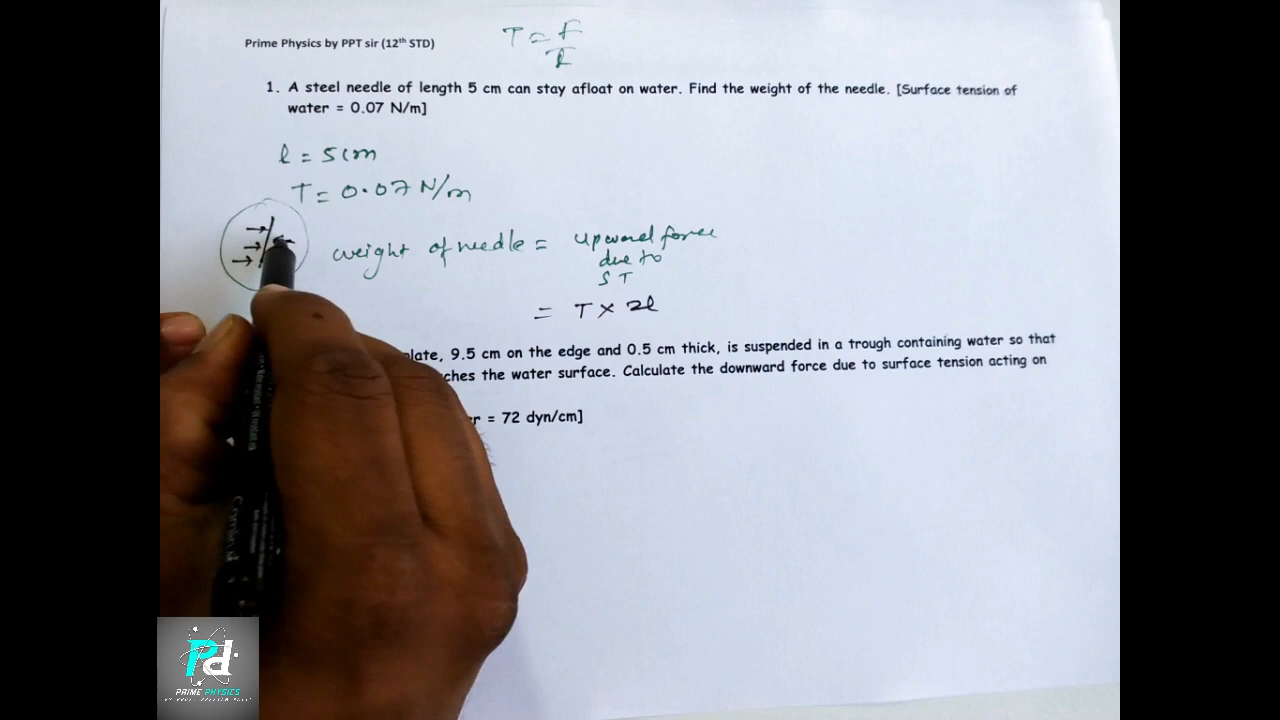 Prime Physics by PPT sir (12th STD)
T = F
l
1. A steel needle of length 5 cm can stay afloat on water. Find the weight of the needle. [Surface tension of
water = 0.07 N/m]
l = 5 cm
T = 0.07 N/m
weight of needle = upward force
due to
S T
= T × 2l
late, 9.5 cm on the edge and 0.5 cm thick, is suspended in a trough containing water so that
ches the water surface. Calculate the downward force due to surface tension acting on
r = 72 dyn/cm]
Pd
PRIME PHYSICS